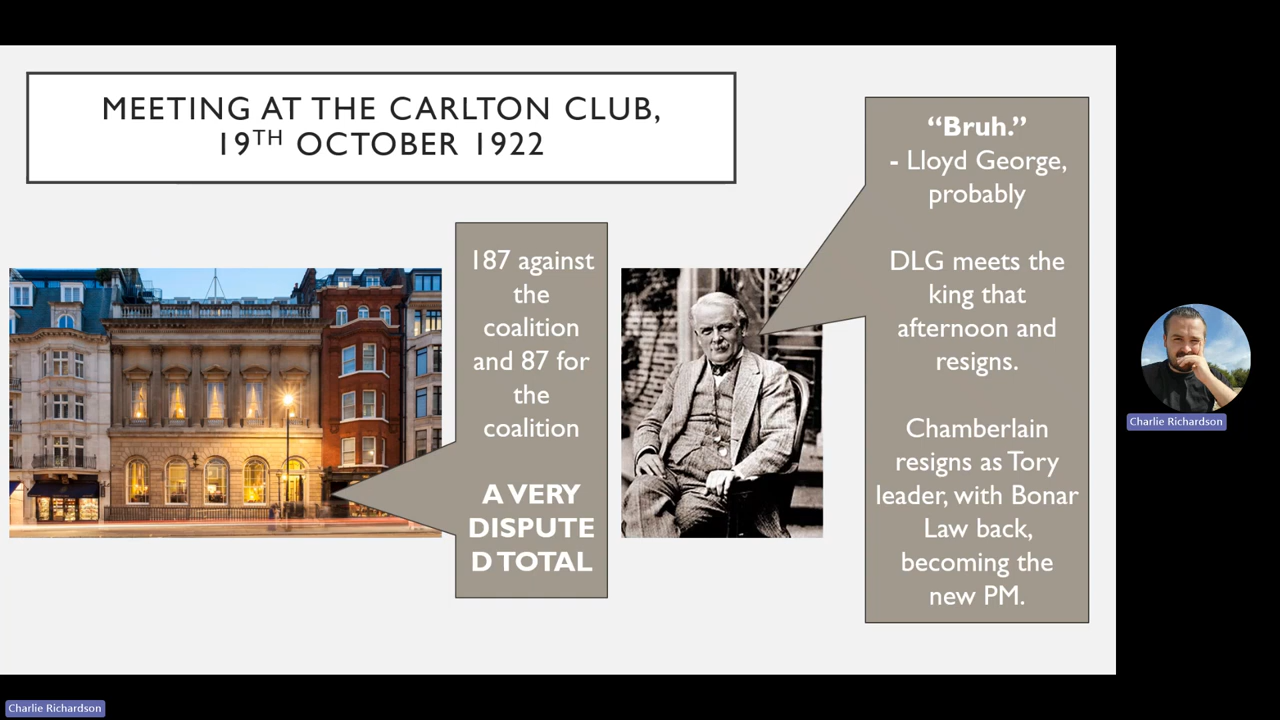 MEETING AT THE CARLTON CLUB,
19TH OCTOBER 1922
187 against
the
coalition
and 87 for
the
coalition
A VERY
DISPUTE
D TOTAL
“Bruh.”
- Lloyd George,
probably
DLG meets the
king that
afternoon and
resigns.
Chamberlain
resigns as Tory
leader, with Bonar
Law back,
becoming the
new PM.
Charlie Richardson
Charlie Richardson